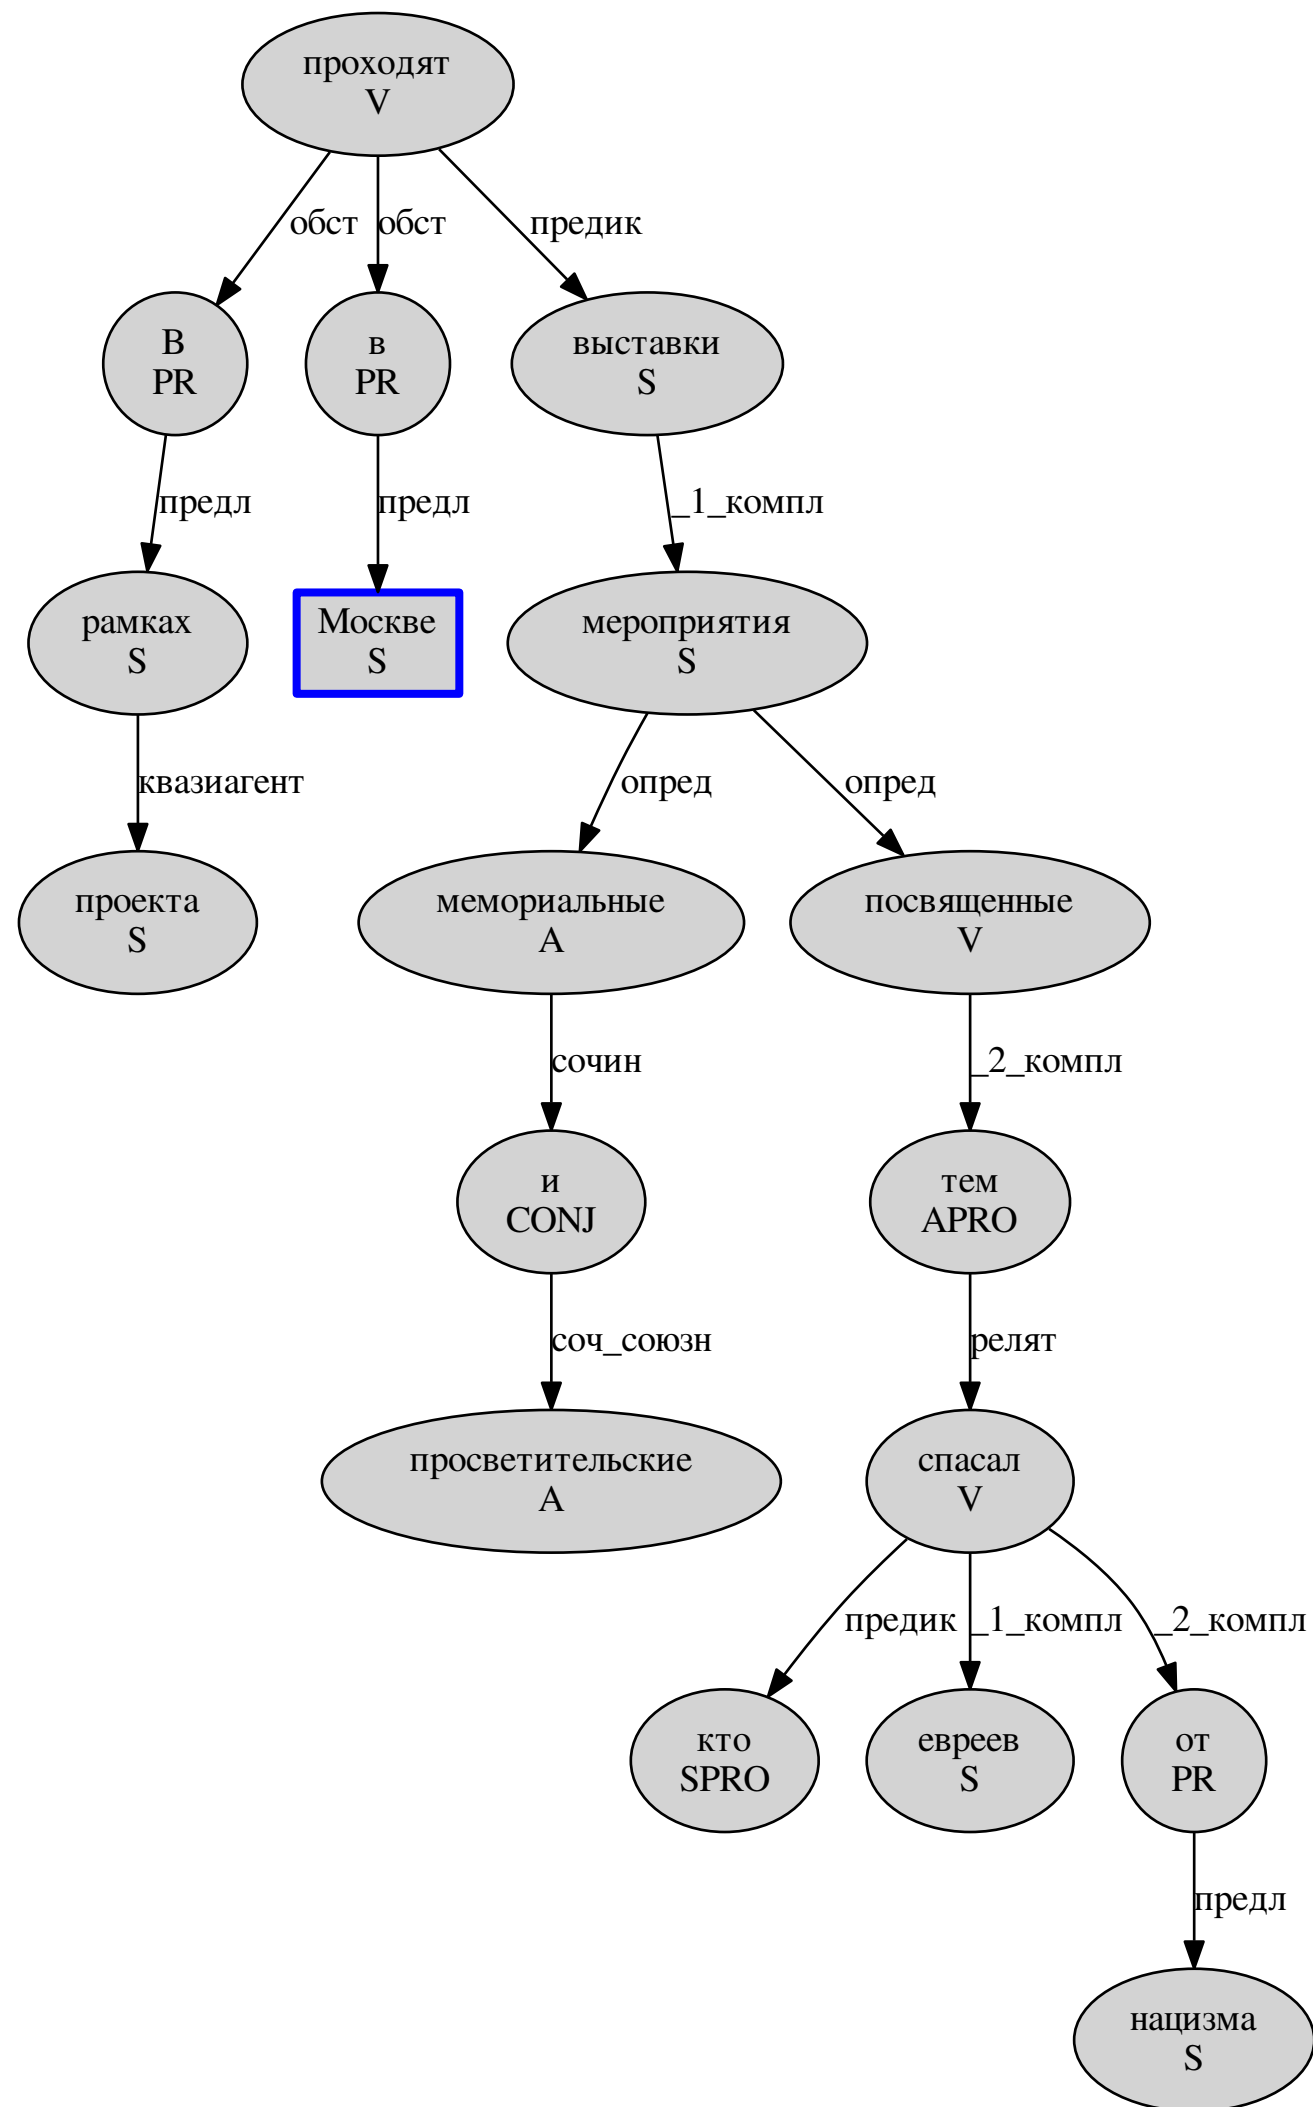 проходят
V
обст
обст
предик
В
PR
в
PR
выставки
S
предл
предл
_1_компл
рамках
S
Москве
S
мероприятия
S
квазиагент
опред
опред
проекта
S
мемориальные
A
посвященные
V
сочин
_2_компл
и
CONJ
тем
APRO
соч_союзн
релят
просветительские
A
спасал
V
предик
_1_компл
_2_компл
кто
SPRO
евреев
S
от
PR
предл
нацизма
S